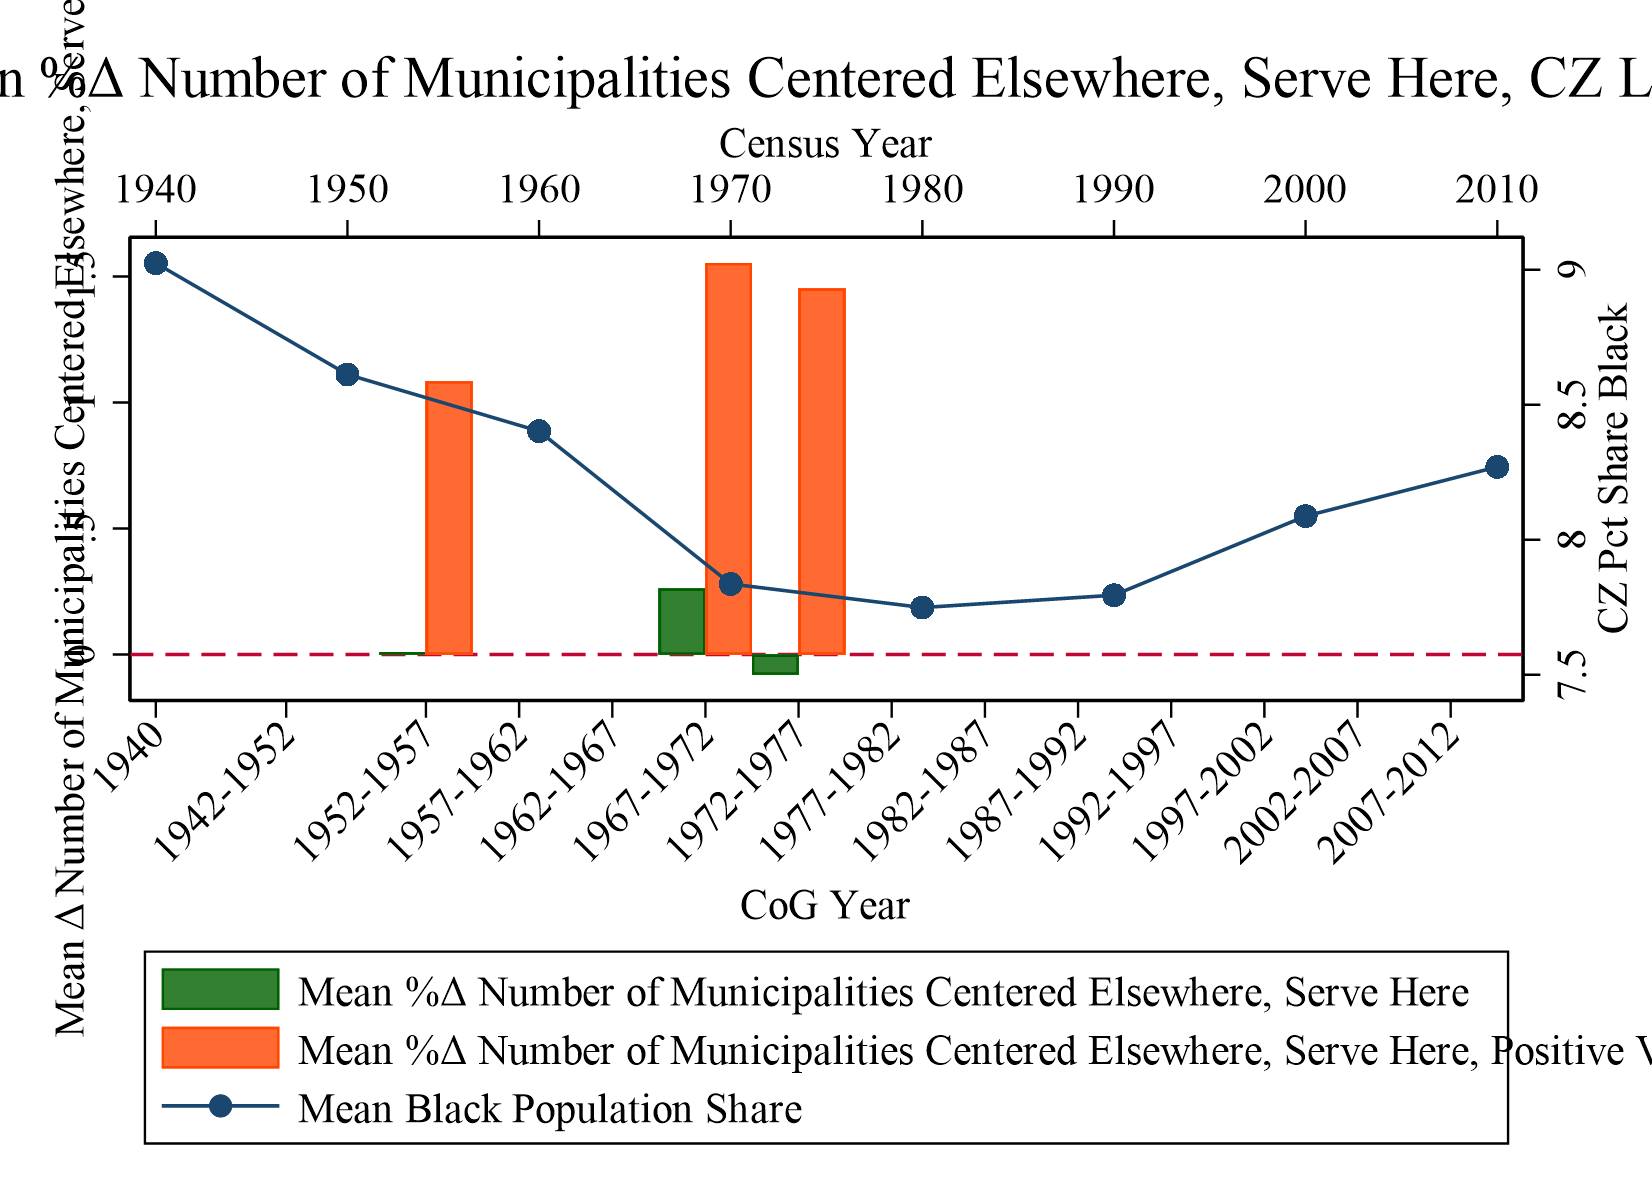 n %Δ Number of Municipalities Centered Elsewhere, Serve Here, CZ L
Census Year
1940 1950 1960 1970 1980 1990 2000 2010
Mean Δ Number of Municipalities Centered Elsewhere, Serve
0 .5 1 1.5
7.5 8 8.5 9
CZ Pct Share Black
1940 1942-1952 1952-1957 1957-1962 1962-1967 1967-1972 1972-1977 1977-1982 1982-1987 1987-1992 1992-1997 1997-2002 2002-2007 2007-2012
CoG Year
Mean %Δ Number of Municipalities Centered Elsewhere, Serve Here
Mean %Δ Number of Municipalities Centered Elsewhere, Serve Here, Positive V
Mean Black Population Share